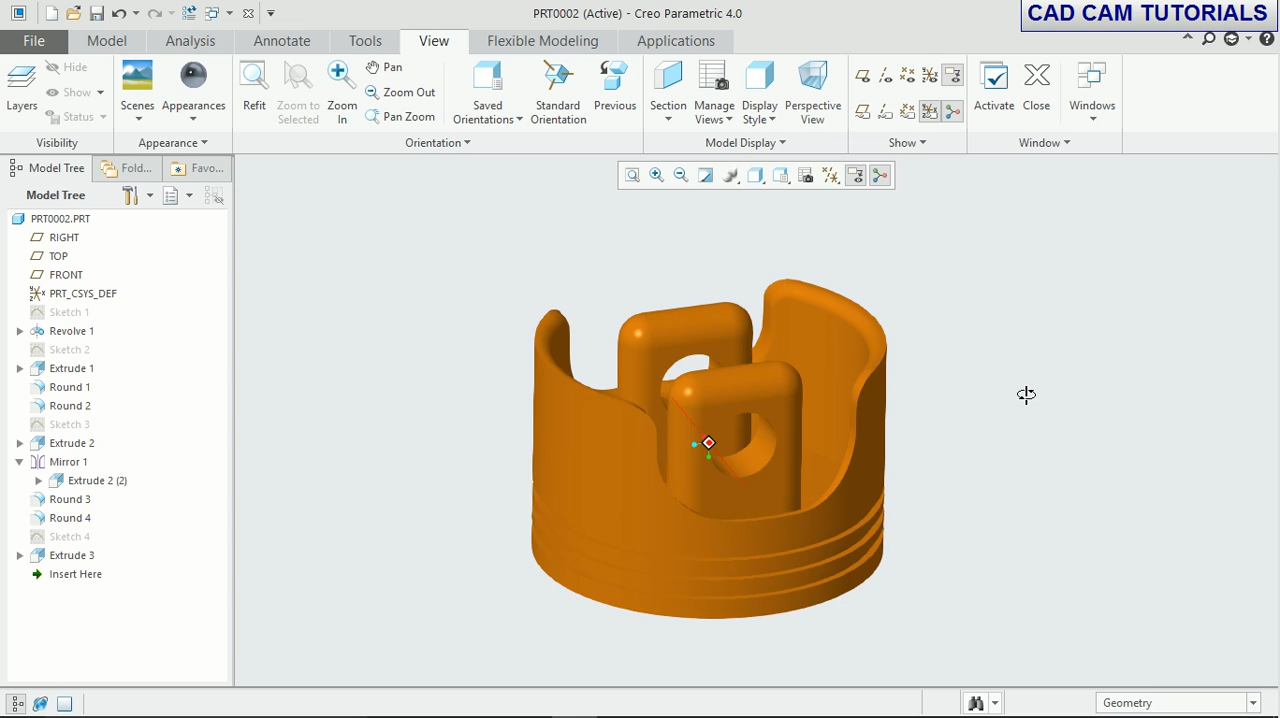 PRT0002 (Active) - Creo Parametric 4.0
CAD CAM TUTORIALS
File Model Analysis Annotate Tools View Flexible Modeling Applications
Hide
Show
Status
Layers
Visibility
Scenes
Appearances
Appearance
Refit
Zoom to Selected
Zoom In
Pan
Zoom Out
Pan Zoom
Saved Orientations
Standard Orientation
Previous
Orientation
Section
Manage Views
Display Style
Perspective View
Model Display
Show
Activate
Close
Windows
Window
Model Tree Fold... Favo...
Model Tree
PRT0002.PRT
RIGHT
TOP
FRONT
PRT_CSYS_DEF
Sketch 1
Revolve 1
Sketch 2
Extrude 1
Round 1
Round 2
Sketch 3
Extrude 2
Mirror 1
Extrude 2 (2)
Round 3
Round 4
Sketch 4
Extrude 3
Insert Here
Geometry